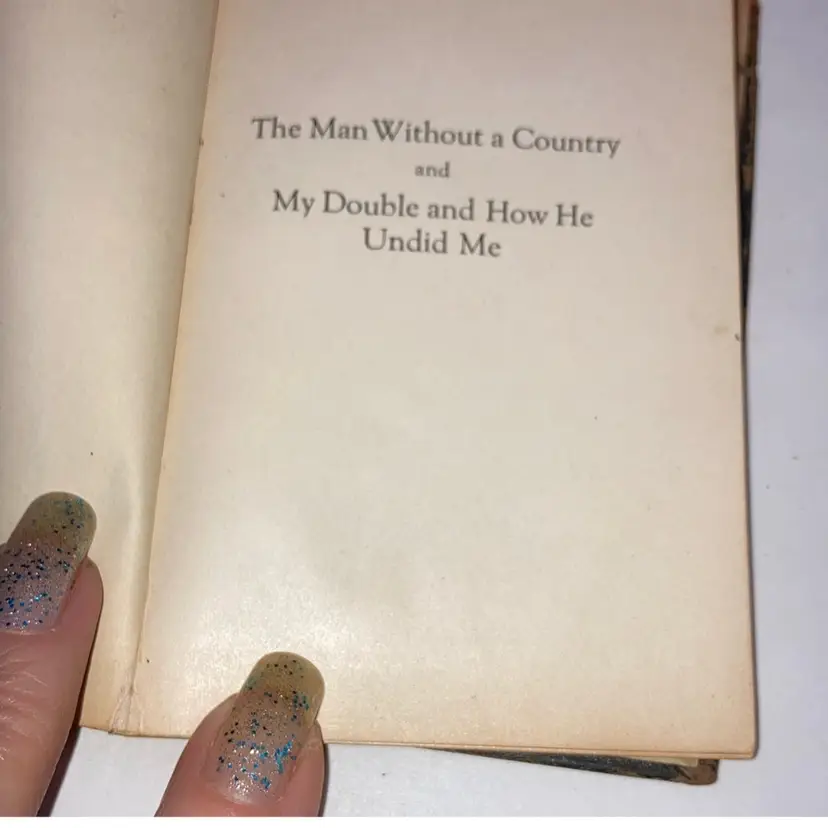 The Man Without a Country
and
My Double and How He
Undid Me